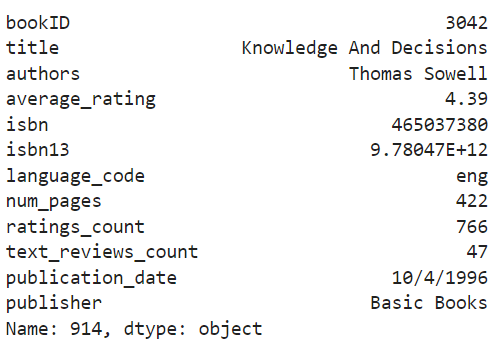 bookID 3042
title Knowledge And Decisions
authors Thomas Sowell
average_rating 4.39
isbn 465037380
isbn13 9.78047E+12
language_code eng
num_pages 422
ratings_count 766
text_reviews_count 47
publication_date 10/4/1996
publisher Basic Books
Name: 914, dtype: object